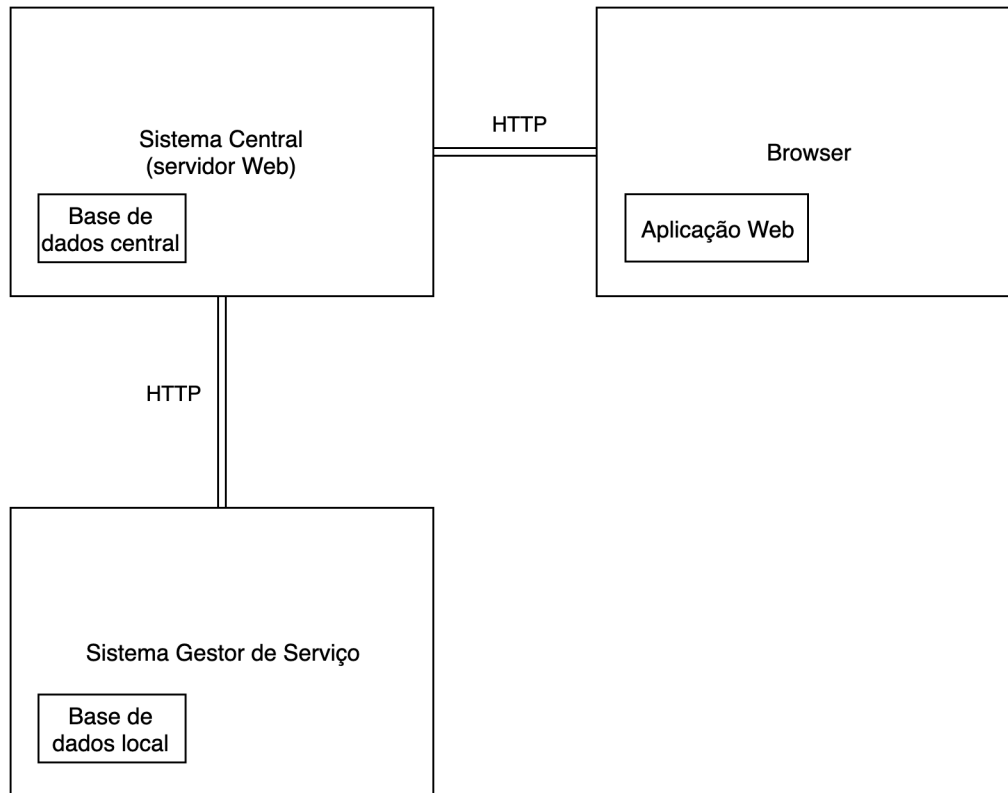 Sistema Central
(servidor Web)
Base de
dados central
HTTP
Browser
Aplicação Web
HTTP
Sistema Gestor de Serviço
Base de
dados local